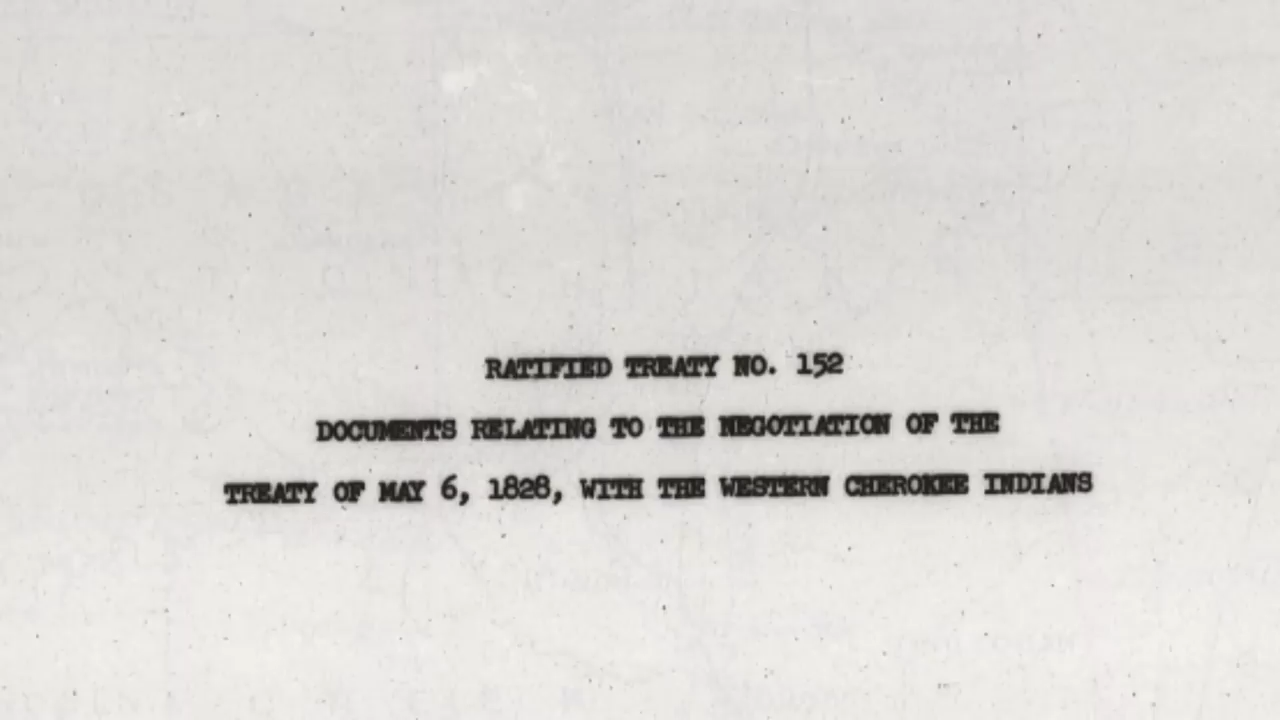 RATIFIED TREATY NO. 152
DOCUMENTS RELATING TO THE NEGOTIATION OF THE
TREATY OF MAY 6, 1828, WITH THE WESTERN CHEROKEE INDIANS